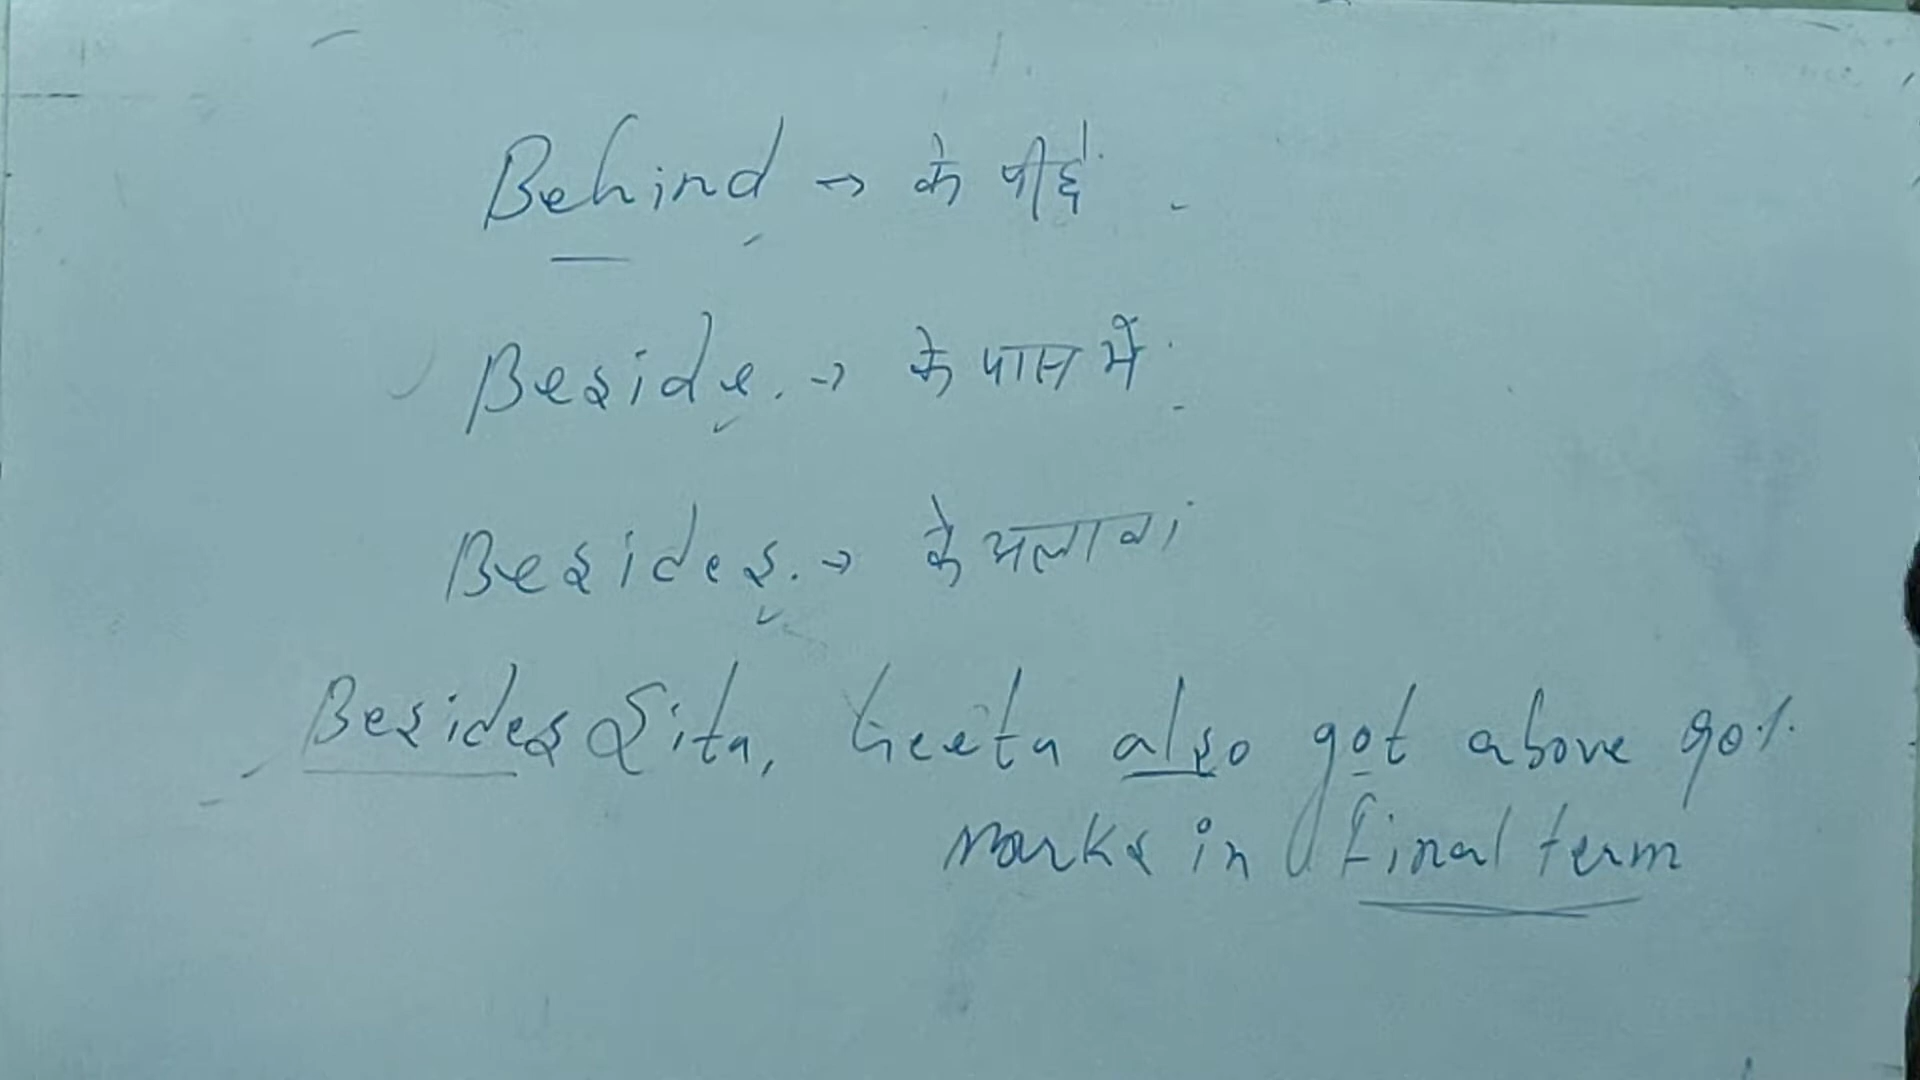 Behind → के पीछे
Beside. → के पास में
Besides. → के अलावा
Besides Sita, Geeta also got above 90%
marks in final term